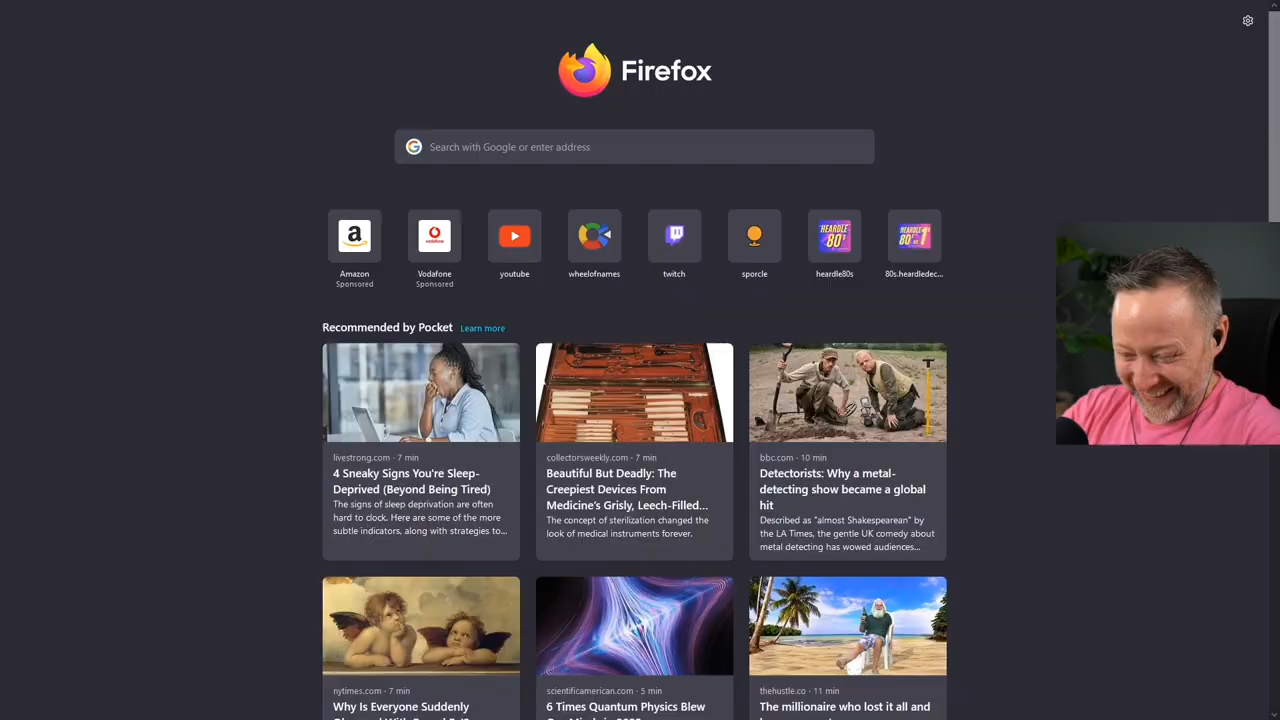 Firefox
Search with Google or enter address
Amazon
Sponsored
Vodafone
Sponsored
youtube
wheelofnames
twitch
sporcle
heardle80s
80s.heardledec...
Recommended by Pocket Learn more
livestrong.com · 7 min
4 Sneaky Signs You're Sleep-
Deprived (Beyond Being Tired)
The signs of sleep deprivation are often
hard to clock. Here are some of the more
subtle indicators, along with strategies to...
collectorsweekly.com · 7 min
Beautiful But Deadly: The
Creepiest Devices From
Medicine's Grisly, Leech-Filled...
The concept of sterilization changed the
look of medical instruments forever.
bbc.com · 10 min
Detectorists: Why a metal-
detecting show became a global
hit
Described as "almost Shakespearean" by
the LA Times, the gentle UK comedy about
metal detecting has wowed audiences...
nytimes.com · 7 min
Why Is Everyone Suddenly
scientificamerican.com · 5 min
6 Times Quantum Physics Blew
thehustle.co · 11 min
The millionaire who lost it all and